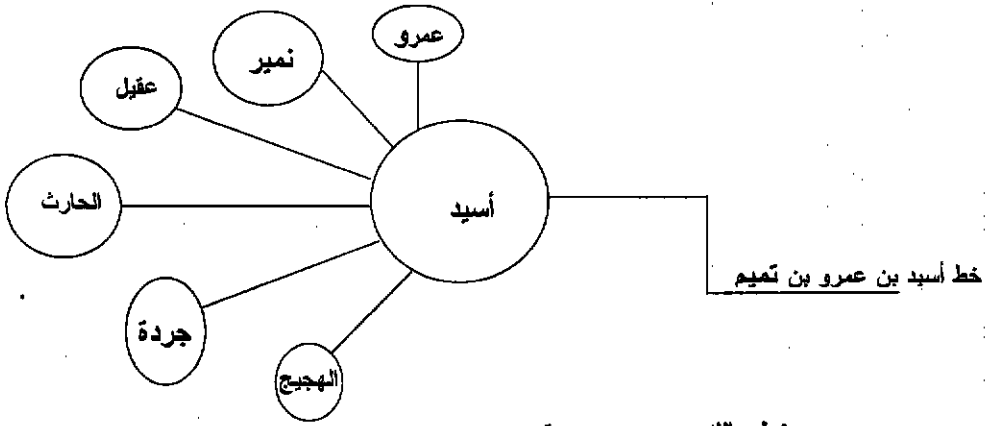 عمرو
نمير
عقيل
الحارث
أسيد
خط أسيد بن عمرو بن تميم
جردة
الهجيج